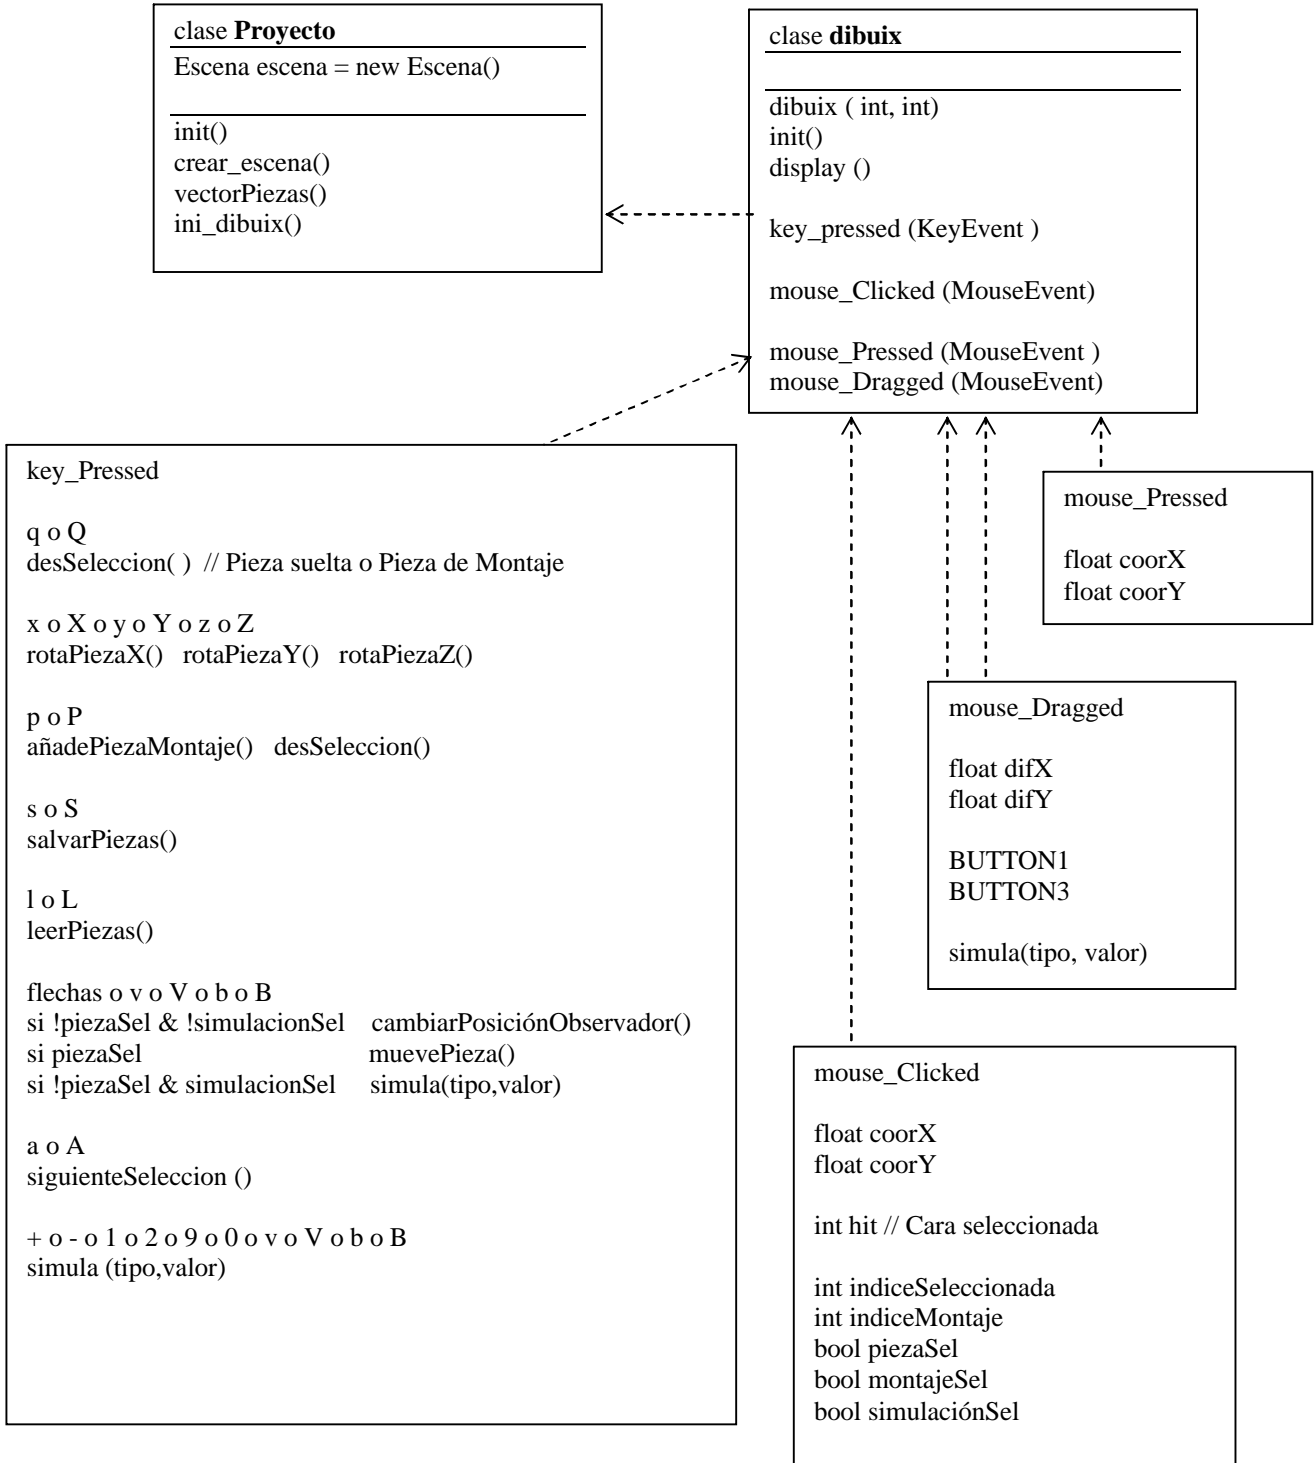 clase Proyecto
Escena escena = new Escena()
init()
crear_escena()
vectorPiezas()
ini_dibuix()
clase dibuix
dibuix ( int, int)
init()
display ()
key_pressed (KeyEvent )
mouse_Clicked (MouseEvent)
mouse_Pressed (MouseEvent )
mouse_Dragged (MouseEvent)
key_Pressed
q o Q
desSeleccion( )  // Pieza suelta o Pieza de Montaje
x o X o y o Y o z o Z
rotaPiezaX()   rotaPiezaY()   rotaPiezaZ()
p o P
añadePiezaMontaje()   desSeleccion()
s o S
salvarPiezas()
l o L
leerPiezas()
flechas o v o V o b o B
si !piezaSel & !simulacionSel    cambiarPosiciónObservador()
si piezaSel    muevePieza()
si !piezaSel & simulacionSel    simula(tipo,valor)
a o A
siguienteSeleccion ()
+ o - o 1 o 2 o 9 o 0 o v o V o b o B
simula (tipo,valor)
mouse_Pressed
float coorX
float coorY
mouse_Dragged
float difX
float difY
BUTTON1
BUTTON3
simula(tipo, valor)
mouse_Clicked
float coorX
float coorY
int hit // Cara seleccionada
int indiceSeleccionada
int indiceMontaje
bool piezaSel
bool montajeSel
bool simulaciónSel